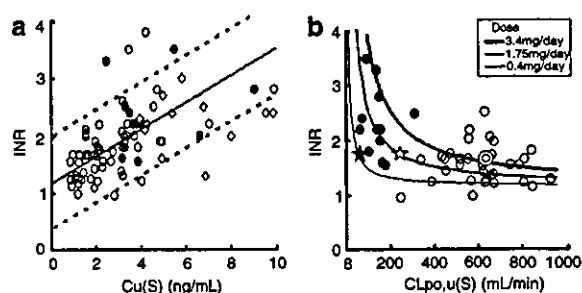 a
b
Dose
3.4mg/day
1.75mg/day
0.4mg/day
INR
4
3
2
1
0
0 2 4 6 8 10
Cu(S) (ng/mL)
INR
4
3
2
1
0
200 400 600 800 1000
CLpo,u(S) (mL/min)